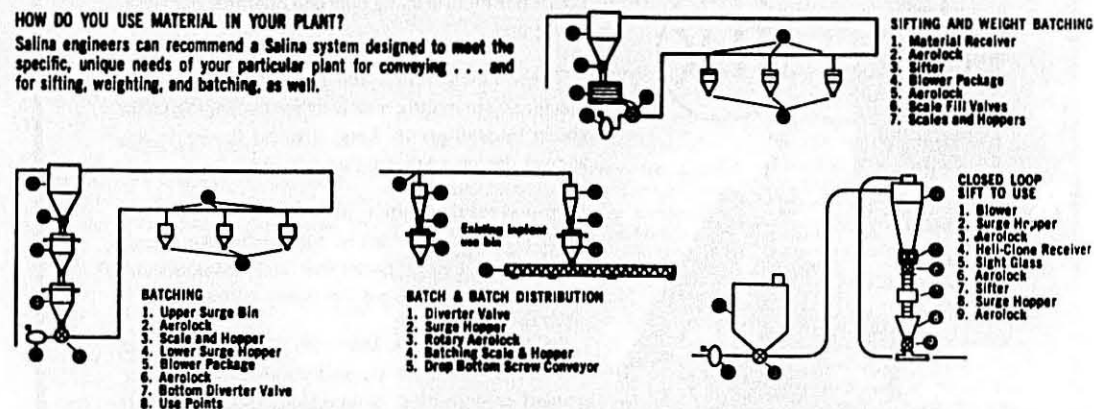 HOW DO YOU USE MATERIAL IN YOUR PLANT?
Salina engineers can recommend a Salina system designed to meet the
specific, unique needs of your particular plant for conveying . . . and
for sifting, weighting, and batching, as well.
SIFTING AND WEIGHT BATCHING
1. Material Receiver
2. Aerolock
3. Sifter
4. Blower Package
5. Aerolock
6. Scale Fill Valves
7. Scales and Hoppers
BATCHING
1. Upper Surge Bin
2. Aerolock
3. Scale and Hopper
4. Lower Surge Hopper
5. Blower Package
6. Aerolock
7. Bottom Diverter Valve
8. Use Points
Existing inplant
use bin
BATCH & BATCH DISTRIBUTION
1. Diverter Valve
2. Surge Hopper
3. Rotary Aerolock
4. Batching Scale & Hopper
5. Drop Bottom Screw Conveyor
CLOSED LOOP
SIFT TO USE
1. Blower
2. Surge Hopper
3. Aerolock
4. Heli-Clone Receiver
5. Sight Glass
6. Aerolock
7. Sifter
8. Surge Hopper
9. Aerolock